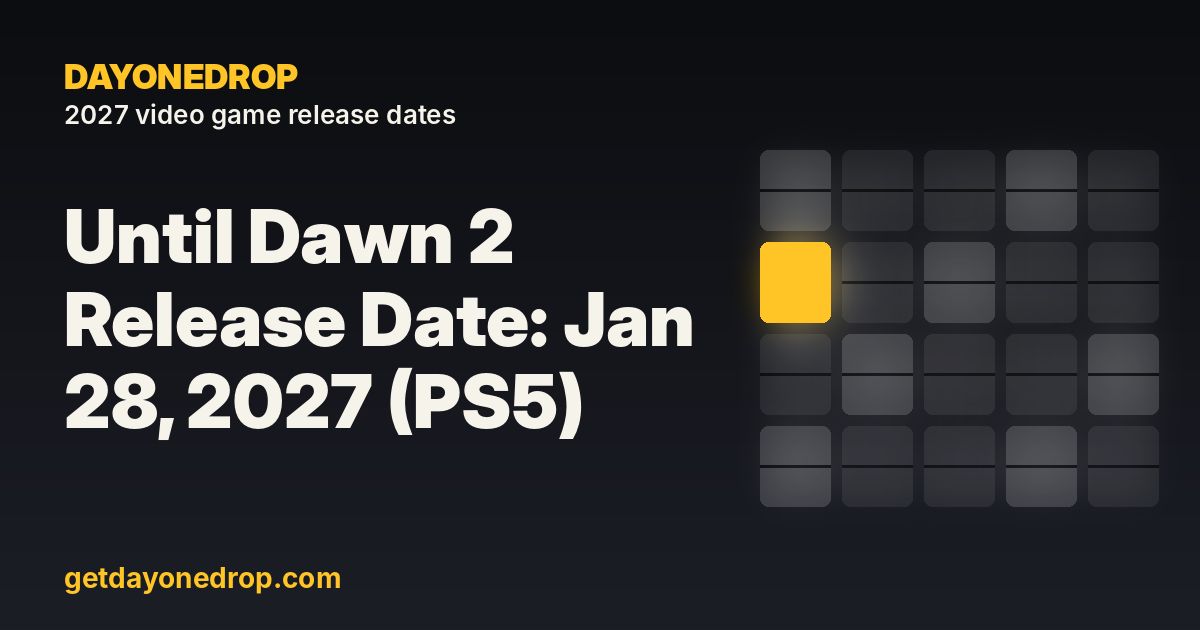 DAYONEDROP
2027 video game release dates
Until Dawn 2
Release Date: Jan
28, 2027 (PS5)
getdayonedrop.com